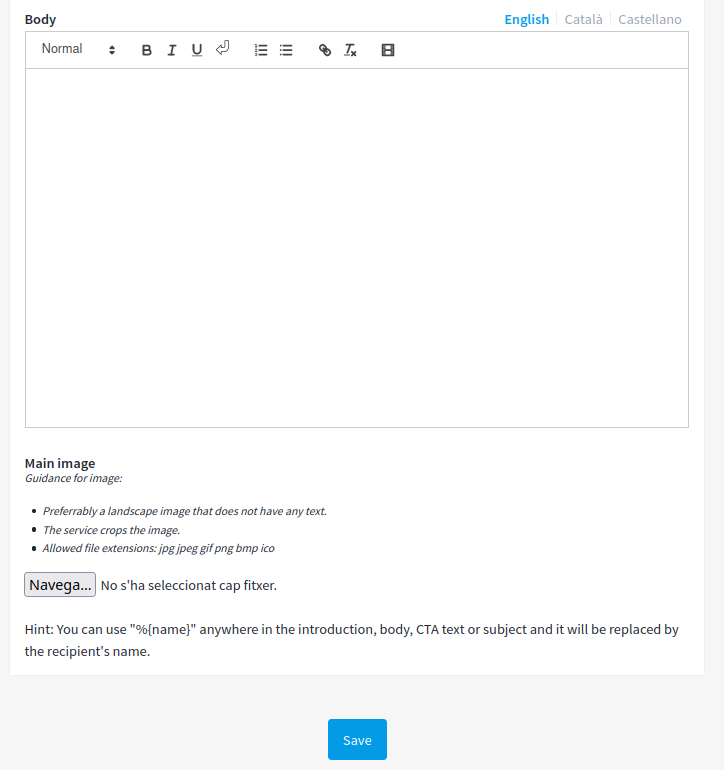 Body English Català Castellano
Normal B I U
Main image
Guidance for image:
Preferrably a landscape image that does not have any text.
The service crops the image.
Allowed file extensions: jpg jpeg gif png bmp ico
Navega... No s'ha seleccionat cap fitxer.
Hint: You can use "%{name}" anywhere in the introduction, body, CTA text or subject and it will be replaced by
the recipient's name.
Save